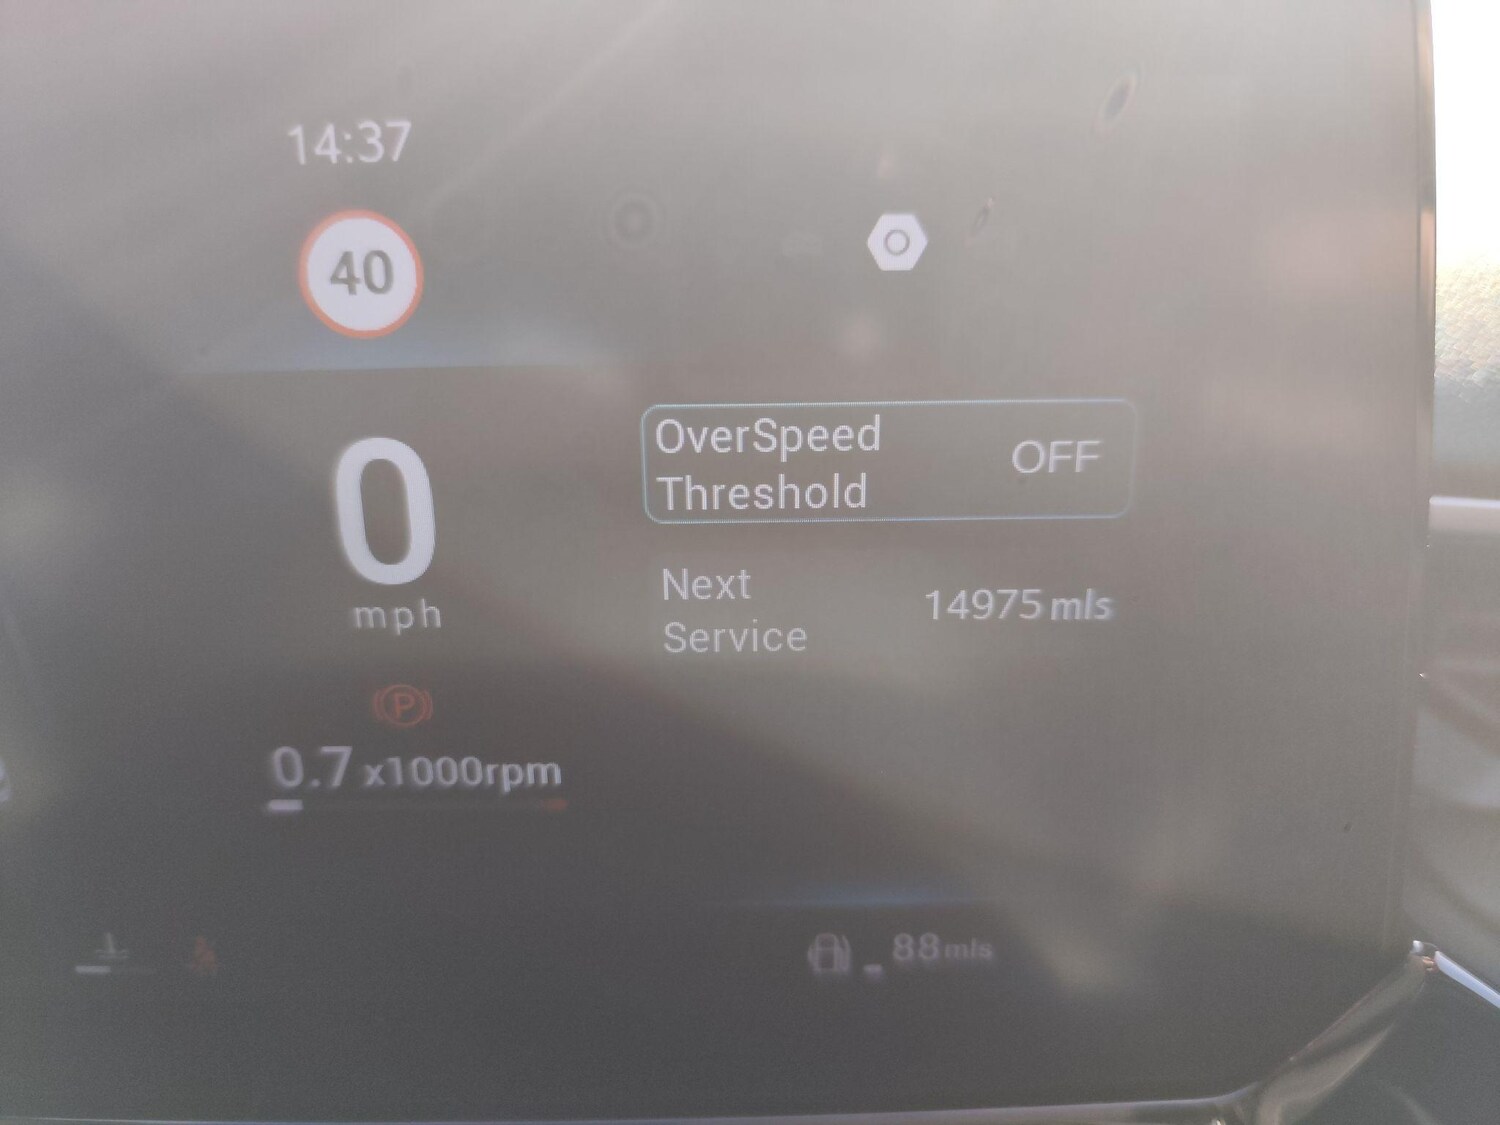 14:37
40
0
mph
OverSpeed
Threshold
OFF
Next
Service
14975 mls
P
0.7 x1000rpm
88mls